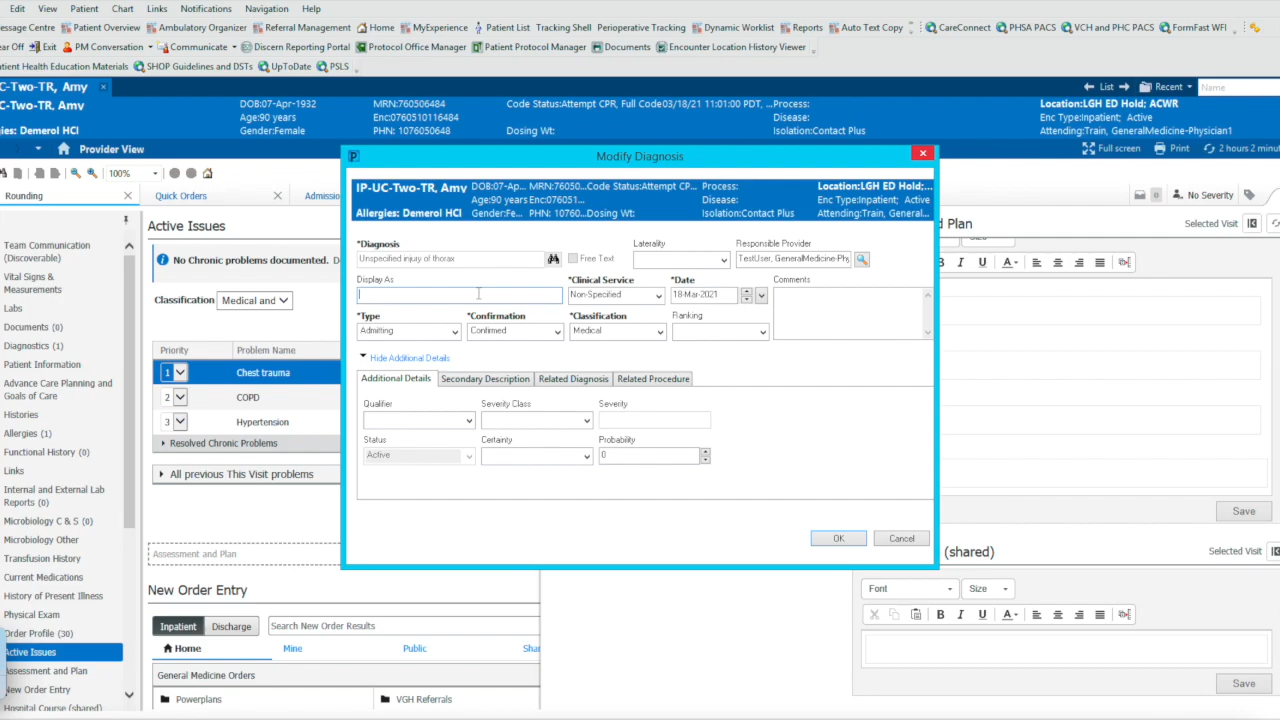 Edit View Patient Chart Links Notifications Navigation Help
essage Centre Patient Overview Ambulatory Organizer Referral Management Home MyExperience Patient List Tracking Shell Perioperative Tracking Dynamic Worklist Reports Auto Text Copy CareConnect PHSA PACS VCH and PHC PACS FormFast WFI
ear Off Exit PM Conversation Communicate Discern Reporting Portal Protocol Office Manager Patient Protocol Manager Documents Encounter Location History Viewer
atient Health Education Materials SHOP Guidelines and DSTs UpToDate PSLS
C-Two-TR, Amy × List Recent Name
C-Two-TR, Amy DOB:07-Apr-1932 MRN:760506484 Code Status:Attempt CPR, Full Code03/18/21 11:01:00 PDT, ... Process: Location:LGH ED Hold; ACWR
Age:90 years Enc:0760510116484 Disease: Enc Type:Inpatient; Active
gies: Demerol HCl Gender:Female PHN: 1076050648 Dosing Wt: Isolation:Contact Plus Attending:Train, GeneralMedicine-Physician1
Provider View Full screen Print 2 hours 2 minut
100%
Rounding × Quick Orders × Admission No Severity
Modify Diagnosis
IP-UC-Two-TR, Amy DOB:07-Ap... MRN:76050... Code Status:Attempt CP... Process: Location:LGH ED Hold;...
Age:90 years Enc:076051... Disease: Enc Type:Inpatient; Active
Allergies: Demerol HCl Gender:Fe... PHN: 10760... Dosing Wt: Isolation:Contact Plus Attending:Train, General...
*Diagnosis Laterality Responsible Provider
Unspecified injury of thorax Free Text TestUser, GeneralMedicine-Phy
Display As *Clinical Service *Date Comments
Non-Specified 18-Mar-2021
*Type *Confirmation *Classification Ranking
Admitting Confirmed Medical
Hide Additional Details
Additional Details Secondary Description Related Diagnosis Related Procedure
Qualifier Severity Class Severity
Status Certainty Probability
Active 0
OK Cancel
Team Communication
(Discoverable)
Vital Signs &
Measurements
Labs
Documents (0)
Diagnostics (1)
Patient Information
Advance Care Planning and
Goals of Care
Histories
Allergies (1)
Functional History (0)
Links
Internal and External Lab
Reports (0)
Microbiology C & S (0)
Microbiology Other
Transfusion History
Current Medications
History of Present Illness
Physical Exam
Order Profile (30)
Active Issues
Assessment and Plan
New Order Entry
Hospital Course (shared)
Active Issues
No Chronic problems documented.
Classification Medical and
Priority Problem Name
1 Chest trauma
2 COPD
3 Hypertension
Resolved Chronic Problems
All previous This Visit problems
Assessment and Plan
New Order Entry
Inpatient Discharge Search New Order Results
Home Mine Public Shar
General Medicine Orders
Powerplans VGH Referrals
d Plan Selected Visit
B I U A
Save
(shared) Selected Visit
Font Size
B I U A
Save